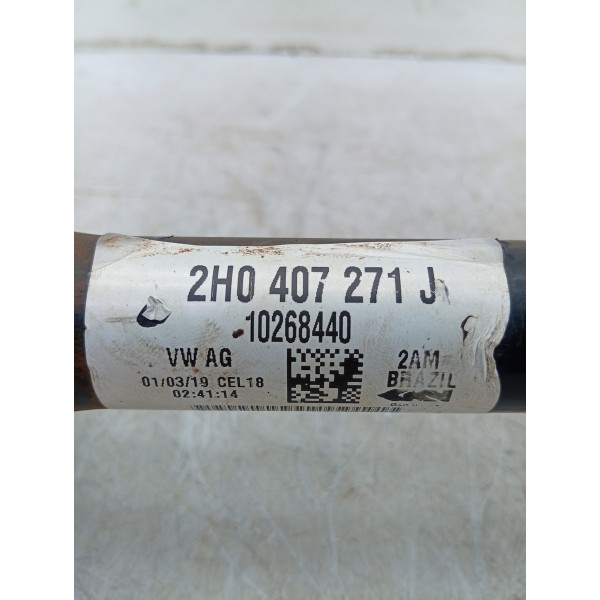 2H0 407 271 J
10268440
VW AG
2AM
01/03/19 CEL18
BRAZIL
02:41:14